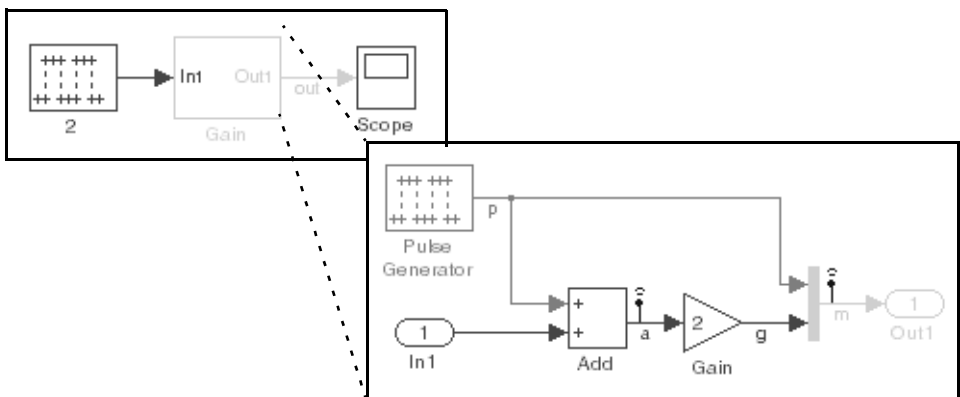 In1
Out1
out
2
Gain
Scope
p
Pulse
Generator
+
+
2
1
1
a
g
m
In1
Add
Gain
Out1